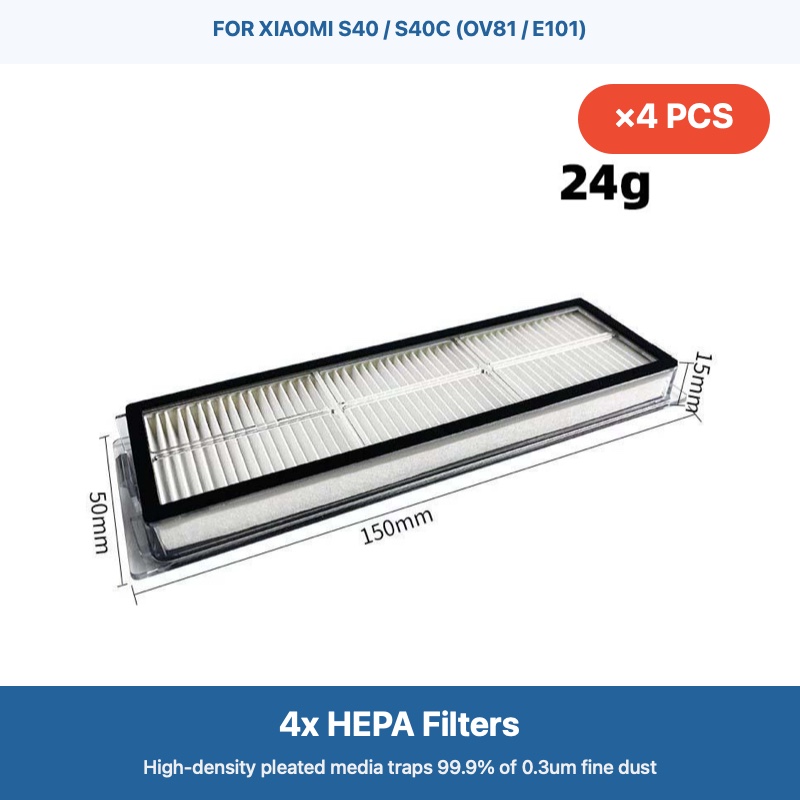 FOR XIAOMI S40 / S40C (OV81 / E101)
×4 PCS
24g
15mm
50mm
150mm
4x HEPA Filters
High-density pleated media traps 99.9% of 0.3um fine dust